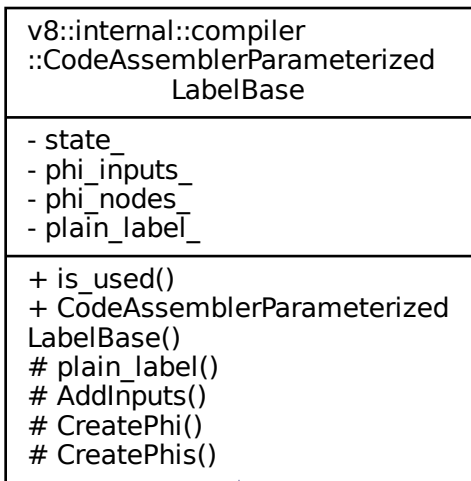 v8::internal::compiler
::CodeAssemblerParameterized
LabelBase
- state_
- phi_inputs_
- phi_nodes_
- plain_label_
+ is_used()
+ CodeAssemblerParameterized
LabelBase()
# plain_label()
# AddInputs()
# CreatePhi()
# CreatePhis()